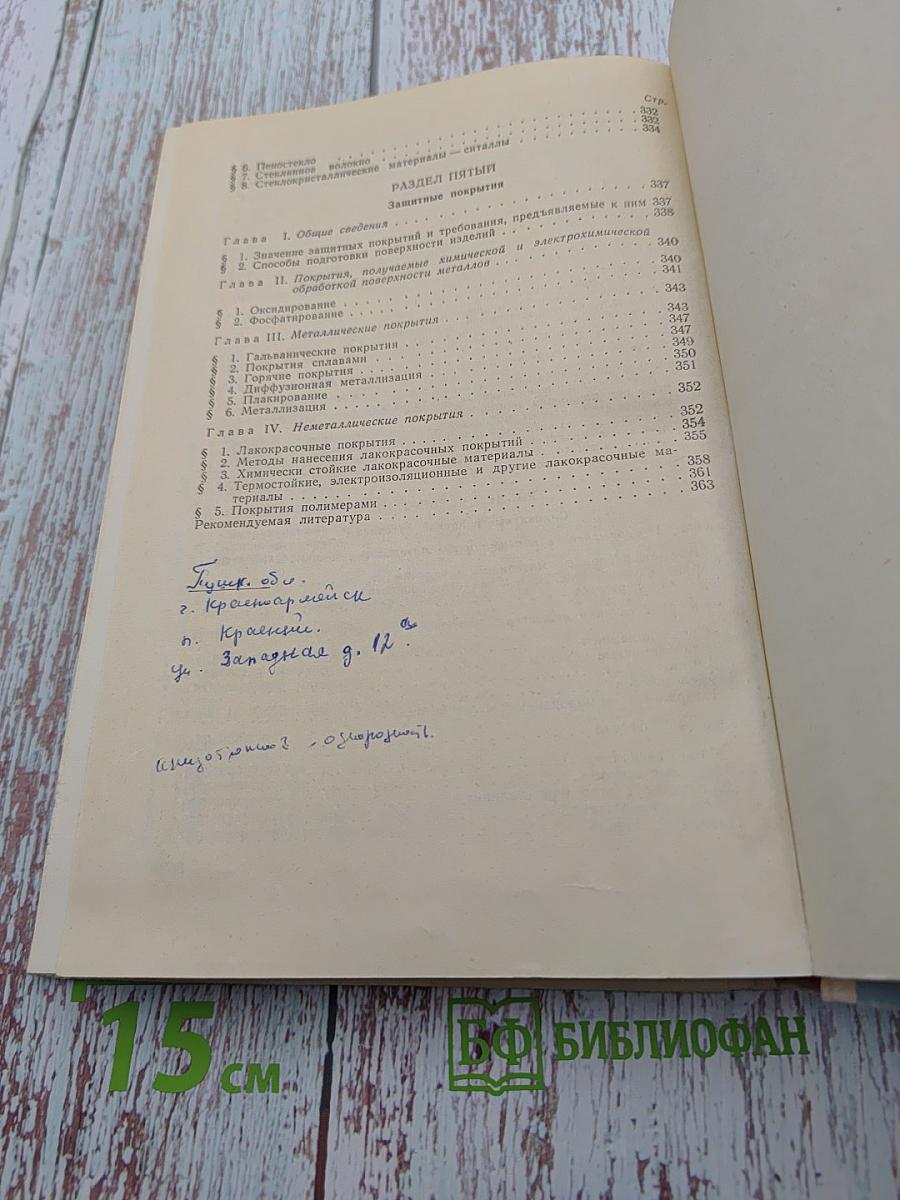 Стр.
§ 6. Пеностекло . . . . . . . . . . . . . . . . 332
§ 7. Стеклянное волокно . . . . . . . . . . . . . 332
§ 8. Стеклокристаллические материалы — ситаллы . . . . . . 334
РАЗДЕЛ ПЯТЫЙ
Защитные покрытия
Глава I. Общие сведения . . . . . . . . . . . . . . 337
§ 1. Значение защитных покрытий и требования, предъявляемые к ним 337
§ 2. Способы подготовки поверхности изделий . . . . . . . . 338
Глава II. Покрытия, получаемые химической и электрохимической
обработкой поверхности металлов . . . . . . . . . 340
§ 1. Оксидирование . . . . . . . . . . . . . . . 340
§ 2. Фосфатирование . . . . . . . . . . . . . . . 341
Глава III. Металлические покрытия . . . . . . . . . . . 343
§ 1. Гальванические покрытия . . . . . . . . . . . . 343
§ 2. Покрытия сплавами . . . . . . . . . . . . . . 347
§ 3. Горячие покрытия . . . . . . . . . . . . . . 347
§ 4. Диффузионная металлизация . . . . . . . . . . . 349
§ 5. Плакирование . . . . . . . . . . . . . . . 350
§ 6. Металлизация . . . . . . . . . . . . . . . 351
Глава IV. Неметаллические покрытия . . . . . . . . . . . 352
§ 1. Лакокрасочные покрытия . . . . . . . . . . . . 352
§ 2. Методы нанесения лакокрасочных покрытий . . . . . . . 354
§ 3. Химически стойкие лакокрасочные материалы . . . . . . 355
§ 4. Термостойкие, электроизоляционные и другие лакокрасочные ма-
териалы . . . . . . . . . . . . . . . . . 358
§ 5. Покрытия полимерами . . . . . . . . . . . . . 361
Рекомендуемая литература . . . . . . . . . . . . . . 363
обл.
г. Красноармейск
п.
ул. Западная д. 12ª.
однородность.
15 см
БФ БИБЛИОФАН